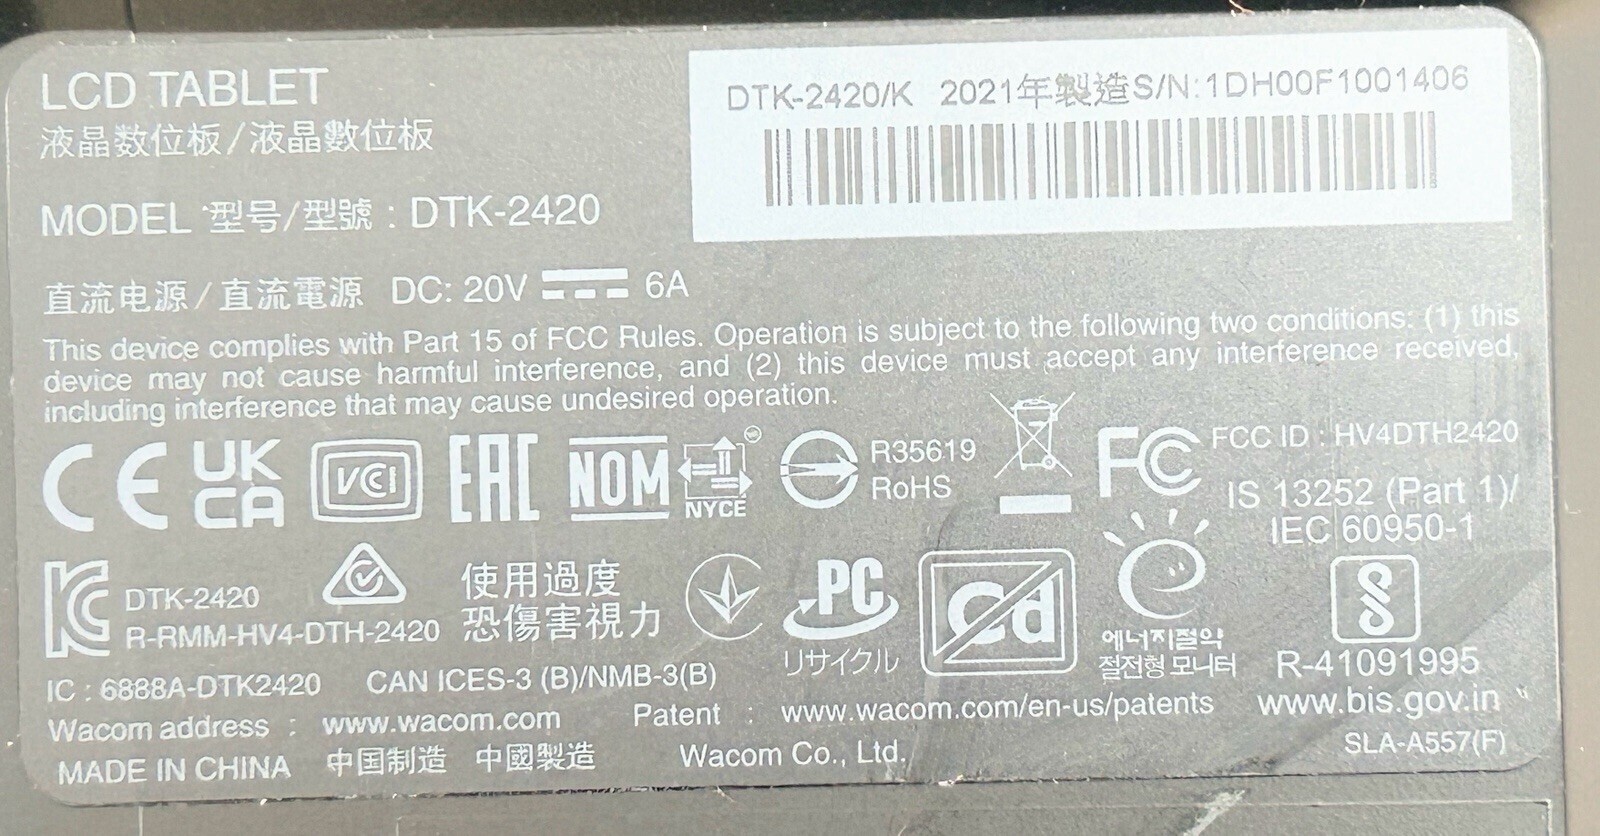 LCD TABLET
液晶数位板/液晶數位板
DTK-2420/K 2021年製造S/N:1DH00F1001406
MODEL 型号/型號 : DTK-2420
直流电源/直流電源 DC: 20V 6A
This device complies with Part 15 of FCC Rules. Operation is subject to the following two conditions: (1) this
device may not cause harmful interference, and (2) this device must accept any interference received,
including interference that may cause undesired operation.
CE UK CA VCCI EAC NOM NYCE
R35619
RoHS
FC FCC ID : HV4DTH2420
IS 13252 (Part 1)/
IEC 60950-1
DTK-2420
R-RMM-HV4-DTH-2420
使用過度
恐傷害視力
PC
リサイクル
Cd
에너지절약
절전형 모니터
R-41091995
www.bis.gov.in
IC : 6888A-DTK2420 CAN ICES-3 (B)/NMB-3(B)
Wacom address : www.wacom.com Patent : www.wacom.com/en-us/patents
MADE IN CHINA 中国制造 中國製造 Wacom Co., Ltd.
SLA-A557(F)